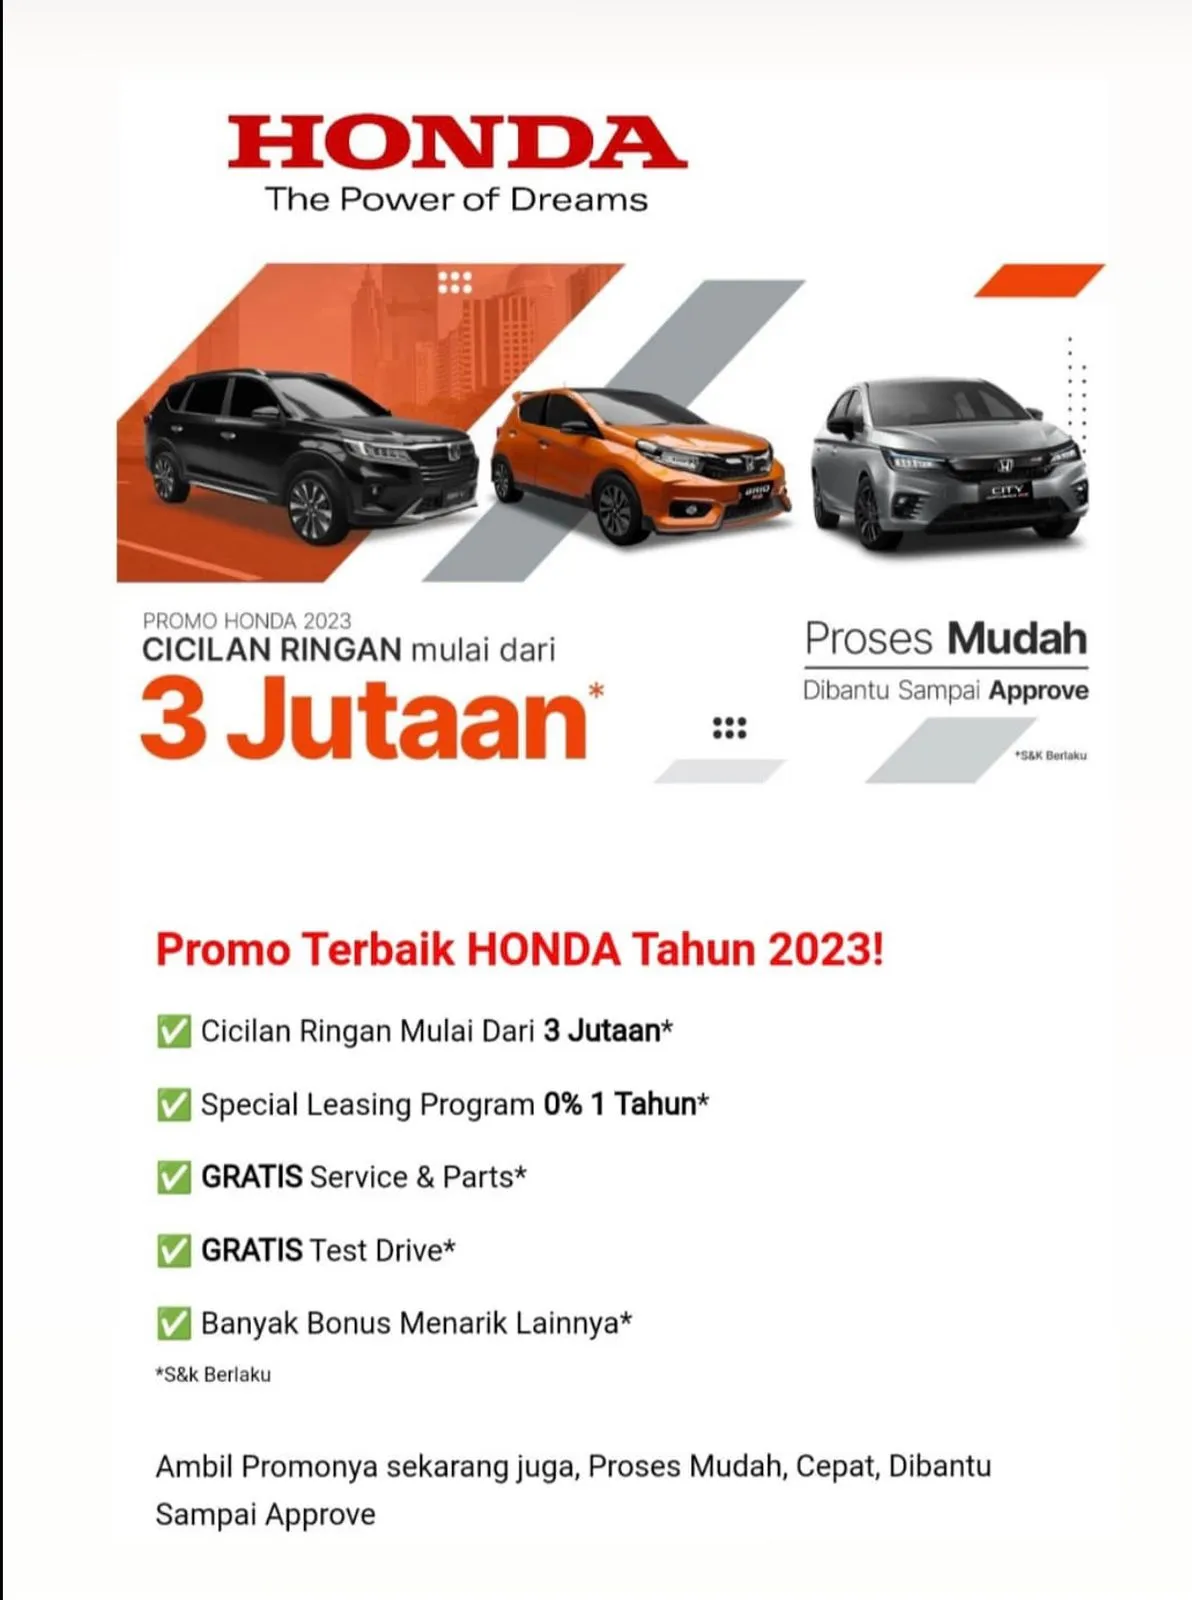 HONDA
The Power of Dreams
BRIO
CITY
PROMO HONDA 2023
CICILAN RINGAN mulai dari
3 Jutaan*
Proses Mudah
Dibantu Sampai Approve
*S&K Berlaku
Promo Terbaik HONDA Tahun 2023!
✅ Cicilan Ringan Mulai Dari 3 Jutaan*
✅ Special Leasing Program 0% 1 Tahun*
✅ GRATIS Service & Parts*
✅ GRATIS Test Drive*
✅ Banyak Bonus Menarik Lainnya*
*S&k Berlaku
Ambil Promonya sekarang juga, Proses Mudah, Cepat, Dibantu
Sampai Approve